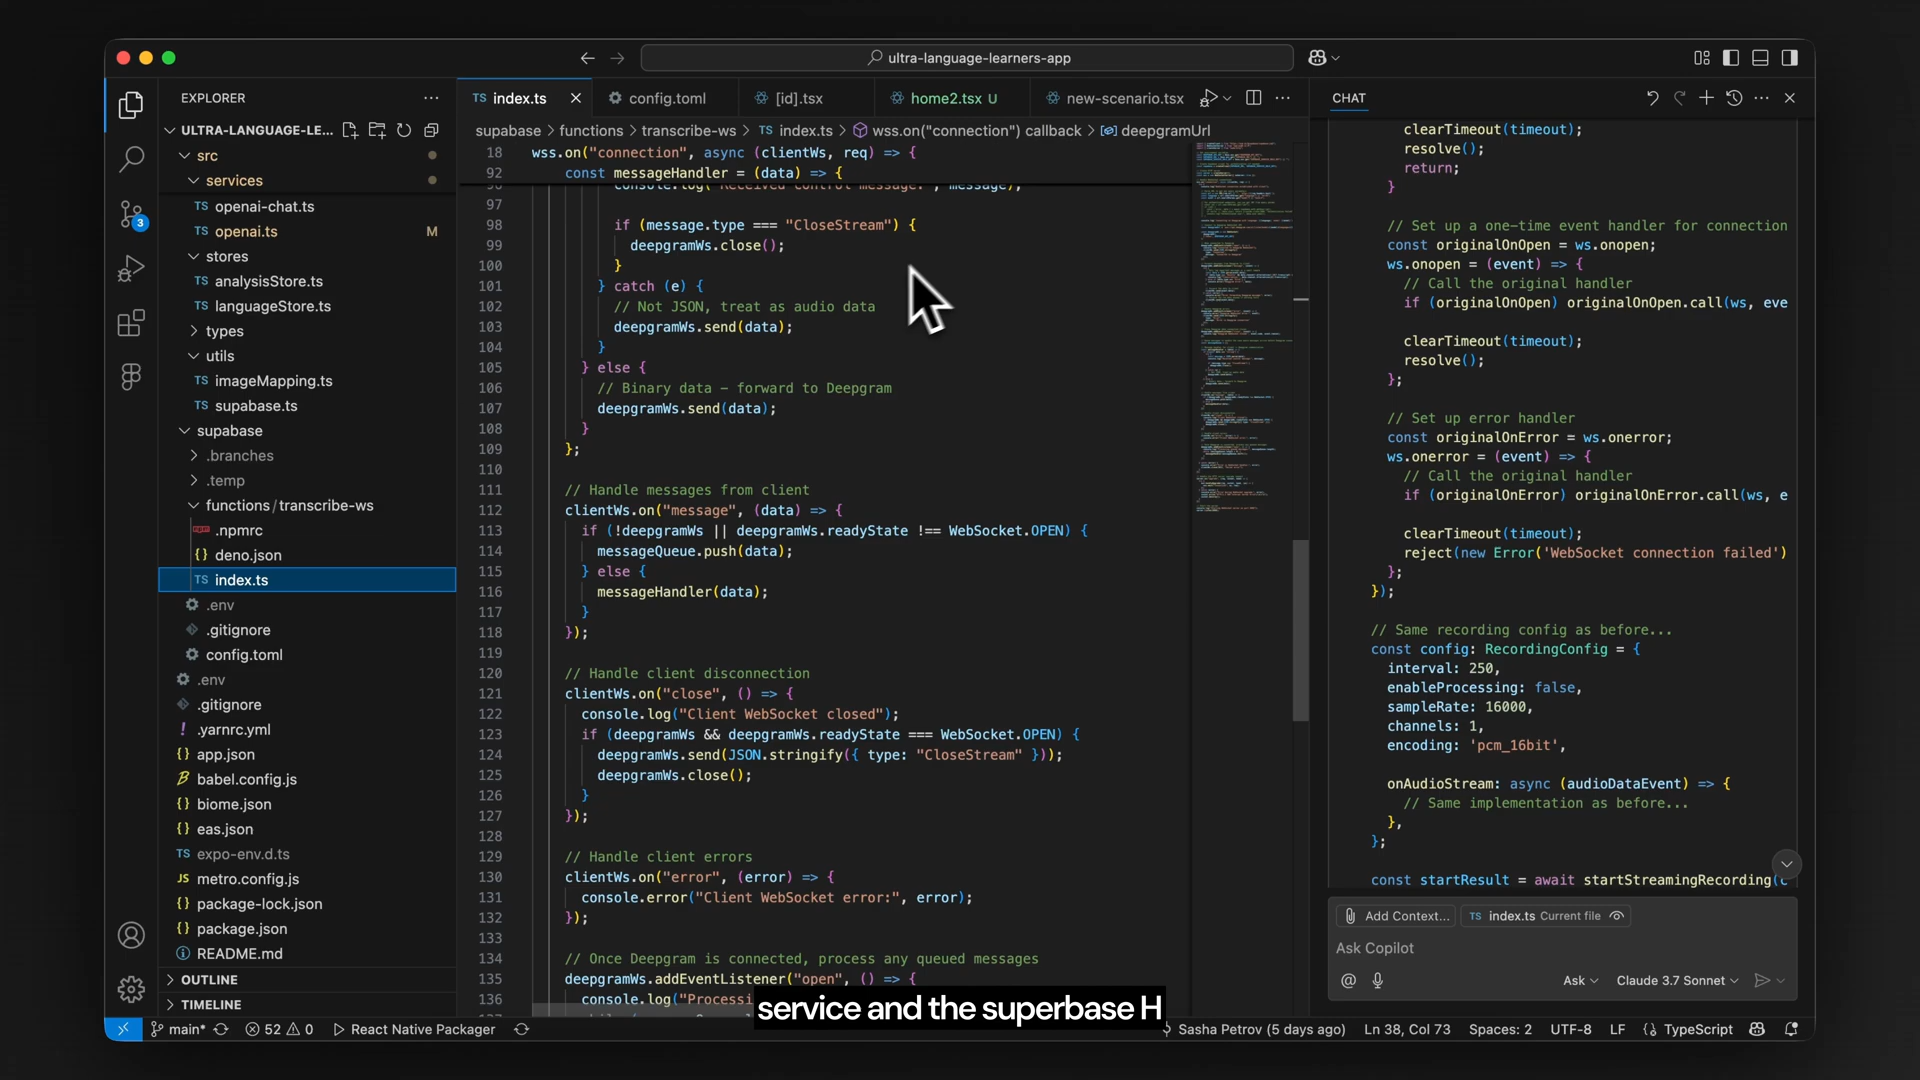 ultra-language-learners-app
EXPLORER
ULTRA-LANGUAGE-LE...
src
services
openai-chat.ts
openai.ts M
stores
analysisStore.ts
languageStore.ts
types
utils
imageMapping.ts
supabase.ts
supabase
.branches
.temp
functions/transcribe-ws
.npmrc
deno.json
index.ts
.env
.gitignore
config.toml
.env
.gitignore
.yarnrc.yml
app.json
babel.config.js
biome.json
eas.json
expo-env.d.ts
metro.config.js
package-lock.json
package.json
README.md
OUTLINE
TIMELINE
3
TS index.ts
config.toml
[id].tsx
home2.tsx U
new-scenario.tsx
supabase > functions > transcribe-ws > TS index.ts > wss.on("connection") callback > deepgramUrl
18 wss.on("connection", async (clientWs, req) => {
92 const messageHandler = (data) => {
96 console.log("Received control message:", message);
97
98 if (message.type === "CloseStream") {
99 deepgramWs.close();
100 }
101 } catch (e) {
102 // Not JSON, treat as audio data
103 deepgramWs.send(data);
104 }
105 } else {
106 // Binary data – forward to Deepgram
107 deepgramWs.send(data);
108 }
109 };
110
111 // Handle messages from client
112 clientWs.on("message", (data) => {
113 if (!deepgramWs || deepgramWs.readyState !== WebSocket.OPEN) {
114 messageQueue.push(data);
115 } else {
116 messageHandler(data);
117 }
118 });
119
120 // Handle client disconnection
121 clientWs.on("close", () => {
122 console.log("Client WebSocket closed");
123 if (deepgramWs && deepgramWs.readyState === WebSocket.OPEN) {
124 deepgramWs.send(JSON.stringify({ type: "CloseStream" }));
125 deepgramWs.close();
126 }
127 });
128
129 // Handle client errors
130 clientWs.on("error", (error) => {
131 console.error("Client WebSocket error:", error);
132 });
133
134 // Once Deepgram is connected, process any queued messages
135 deepgramWs.addEventListener("open", () => {
136 console.log("Processi
service and the superbase H
CHAT
clearTimeout(timeout);
resolve();
return;
}
// Set up a one-time event handler for connection
const originalOnOpen = ws.onopen;
ws.onopen = (event) => {
// Call the original handler
if (originalOnOpen) originalOnOpen.call(ws, eve
clearTimeout(timeout);
resolve();
};
// Set up error handler
const originalOnError = ws.onerror;
ws.onerror = (event) => {
// Call the original handler
if (originalOnError) originalOnError.call(ws, e
clearTimeout(timeout);
reject(new Error('WebSocket connection failed')
};
});
// Same recording config as before...
const config: RecordingConfig = {
interval: 250,
enableProcessing: false,
sampleRate: 16000,
channels: 1,
encoding: 'pcm_16bit',
onAudioStream: async (audioDataEvent) => {
// Same implementation as before...
},
};
const startResult = await startStreamingRecording(c
Add Context...
TS index.ts Current file
Ask Copilot
Ask
Claude 3.7 Sonnet
main*
52
0
React Native Packager
Sasha Petrov (5 days ago)
Ln 38, Col 73
Spaces: 2
UTF-8
LF
{} TypeScript